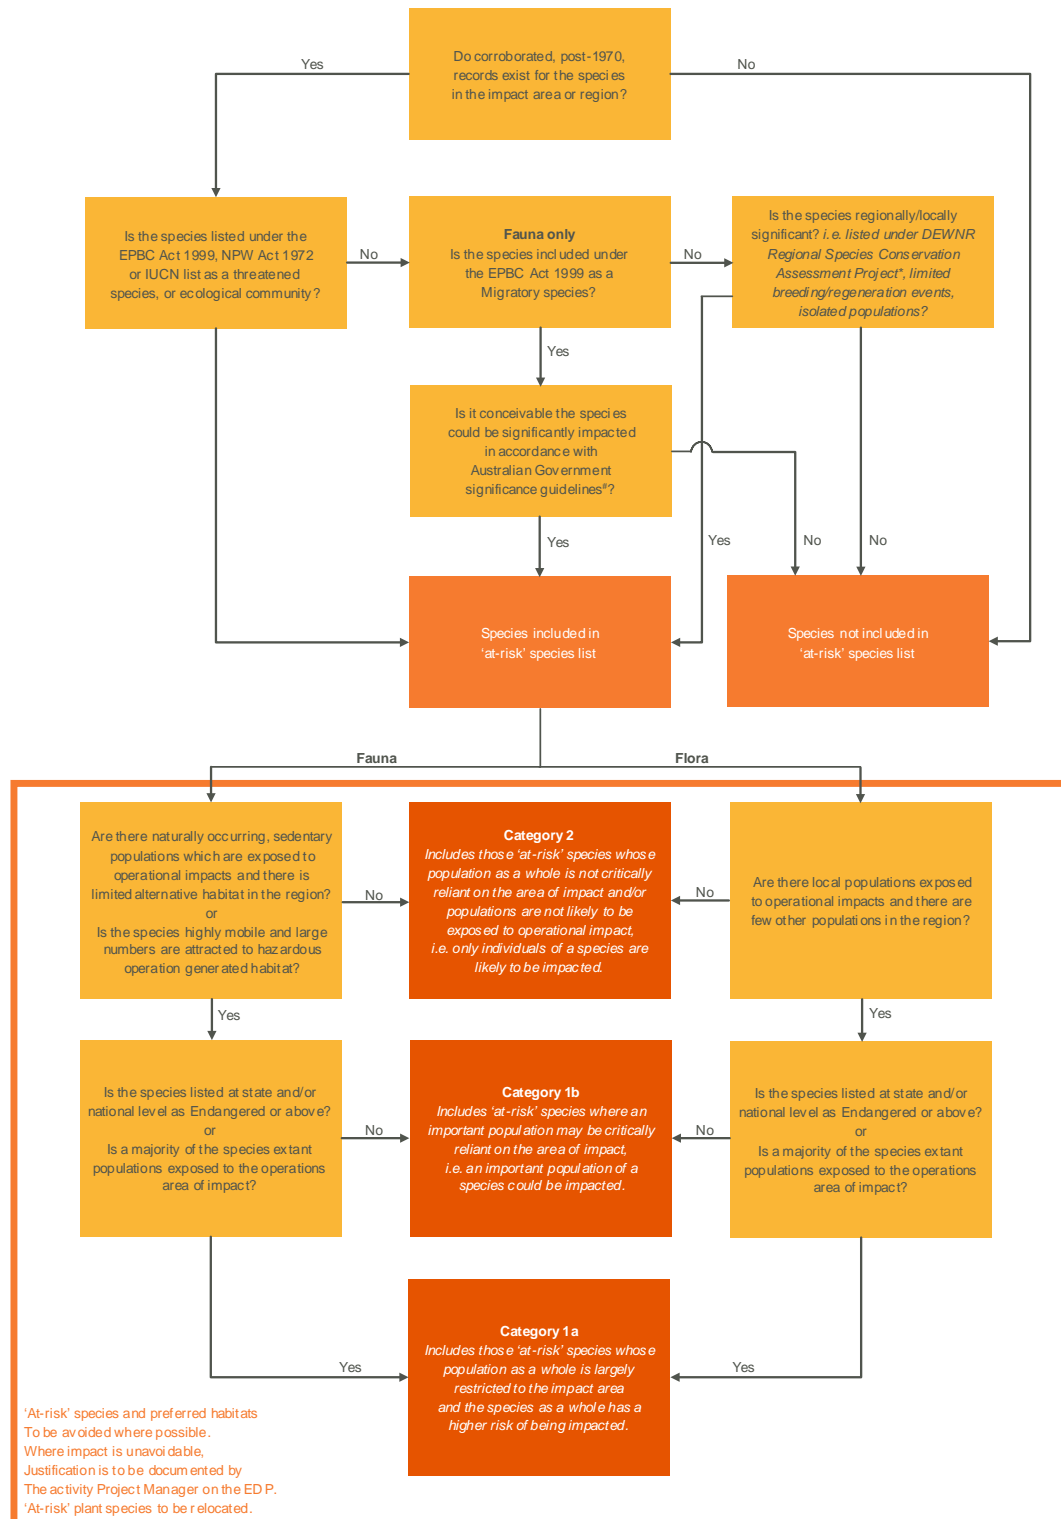 Do corroborated, post-1970,
records exist for the species
in the impact area or region?
Yes
No
Is the species listed under the
EPBC Act 1999, NPW Act 1972
or IUCN list as a threatened
species, or ecological community?
No
Fauna only
Is the species included under
the EPBC Act 1999 as a
Migratory species?
No
Is the species regionally/locally
significant? i.e. listed under DEWNR
Regional Species Conservation
Assessment Project*, limited
breeding/regeneration events,
isolated populations?
Yes
Is it conceivable the species
could be significantly impacted
in accordance with
Australian Government
significance guidelines#?
Yes
Yes
No
No
Species included in
‘at-risk’ species list
Species not included in
‘at-risk’ species list
Fauna
Flora
Are there naturally occurring, sedentary
populations which are exposed to
operational impacts and there is
limited alternative habitat in the region?
or
Is the species highly mobile and large
numbers are attracted to hazardous
operation generated habitat?
No
Category 2
Includes those ‘at-risk’ species whose
population as a whole is not critically
reliant on the area of impact and/or
populations are not likely to be
exposed to operational impact,
i.e. only individuals of a species are
likely to be impacted.
No
Are there local populations exposed
to operational impacts and there are
few other populations in the region?
Yes
Yes
Is the species listed at state and/or
national level as Endangered or above?
or
Is a majority of the species extant
populations exposed to the operations
area of impact?
No
Category 1b
Includes ‘at-risk’ species where an
important population may be critically
reliant on the area of impact,
i.e. an important population of a
species could be impacted.
No
Is the species listed at state and/or
national level as Endangered or above?
or
Is a majority of the species extant
populations exposed to the operations
area of impact?
Yes
Category 1a
Includes those ‘at-risk’ species whose
population as a whole is largely
restricted to the impact area
and the species as a whole has a
higher risk of being impacted.
Yes
‘At-risk’ species and preferred habitats
To be avoided where possible.
Where impact is unavoidable,
Justification is to be documented by
The activity Project Manager on the EDP.
‘At-risk’ plant species to be relocated.